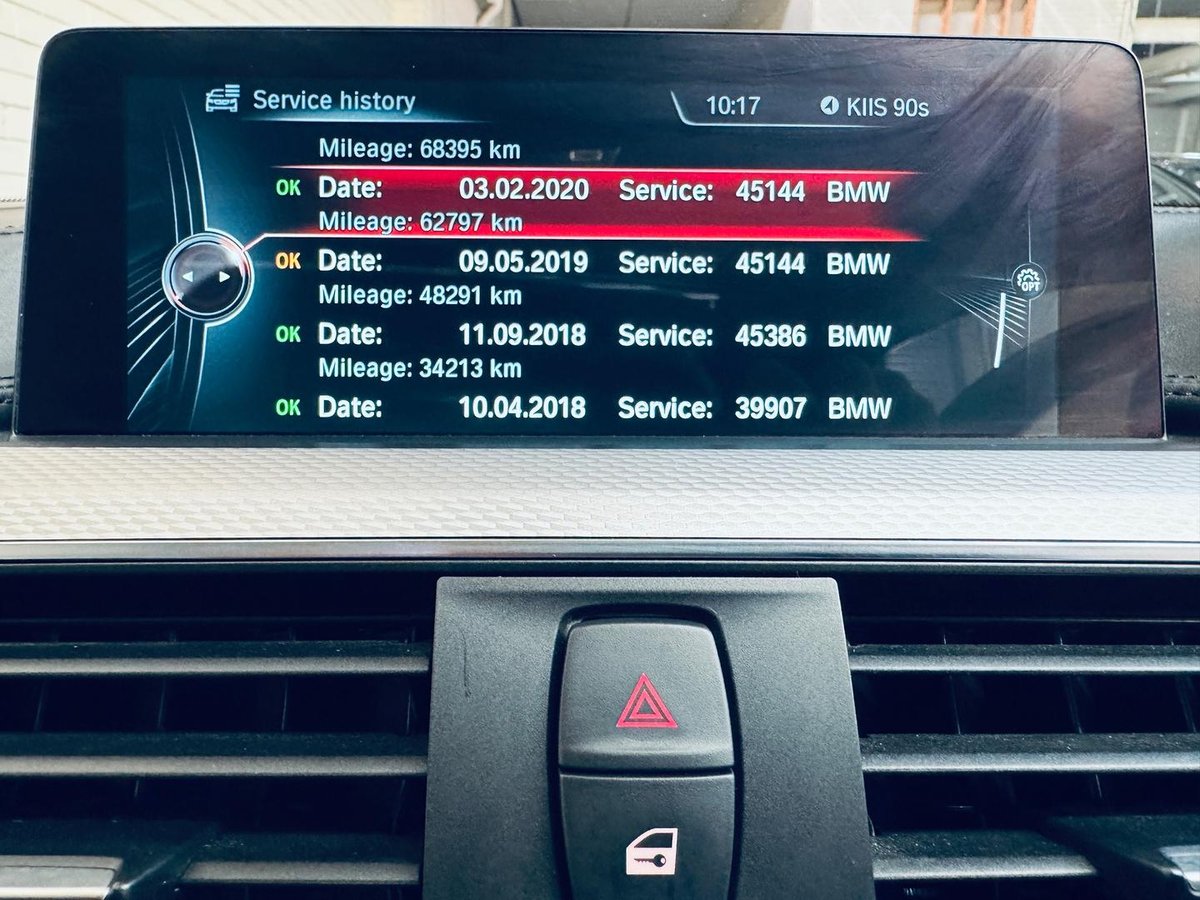 Service history 10:17 KIIS 90s
Mileage: 68395 km
OK Date: 03.02.2020 Service: 45144 BMW
Mileage: 62797 km
OK Date: 09.05.2019 Service: 45144 BMW
Mileage: 48291 km
OK Date: 11.09.2018 Service: 45386 BMW
Mileage: 34213 km
OK Date: 10.04.2018 Service: 39907 BMW
OPT